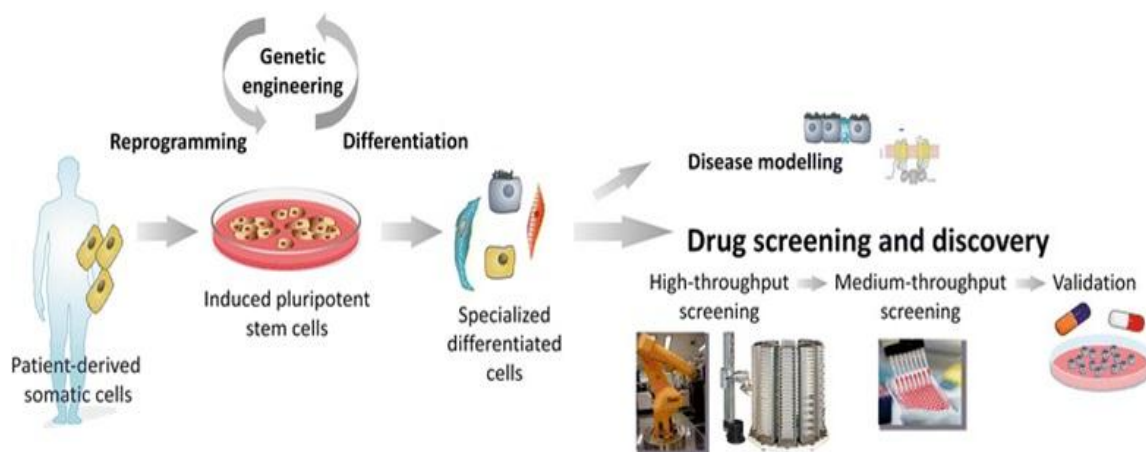 Genetic
engineering
Reprogramming
Differentiation
Patient-derived
somatic cells
Induced pluripotent
stem cells
Specialized
differentiated
cells
Disease modelling
Drug screening and discovery
High-throughput
screening
Medium-throughput
screening
Validation